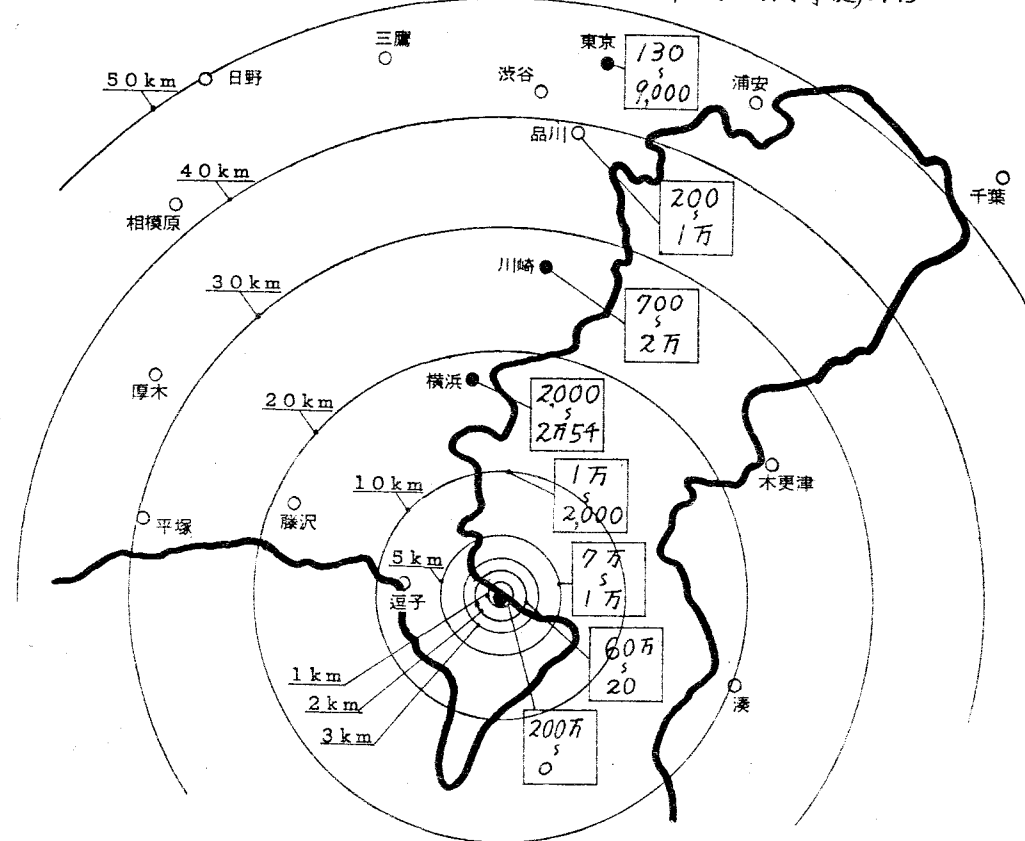 三鷹
東京
130
〜
9,000
50km
日野
渋谷
浦安
品川
40km
相模原
千葉
200
〜
1万
川崎
30km
700
〜
2万
厚木
横浜
20km
2,000
〜
2万5千
1万
〜
2,000
木更津
10km
藤沢
平塚
7万
〜
1万
5km
逗子
60万
〜
20
1km
2km
湊
3km
200万
〜
0